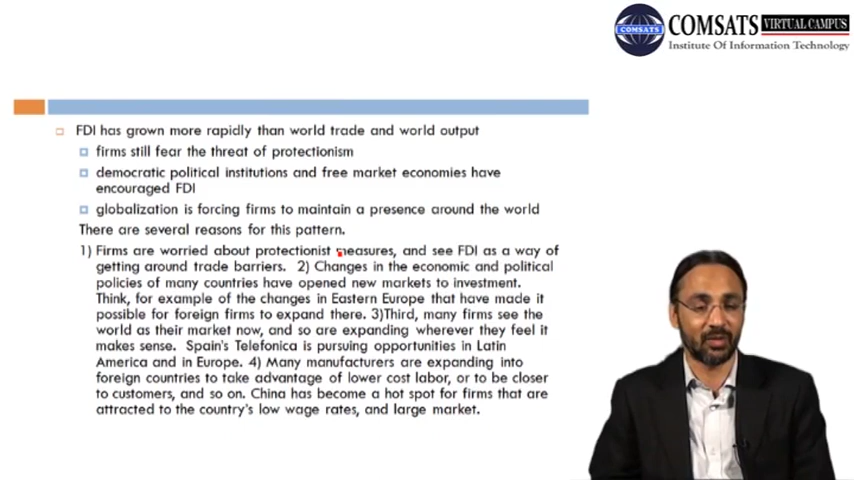 COMSATS VIRTUAL CAMPUS
COMSATS
Institute Of Information Technology
FDI has grown more rapidly than world trade and world output
firms still fear the threat of protectionism
democratic political institutions and free market economies have
encouraged FDI
globalization is forcing firms to maintain a presence around the world
There are several reasons for this pattern.
1) Firms are worried about protectionist measures, and see FDI as a way of
getting around trade barriers. 2) Changes in the economic and political
policies of many countries have opened new markets to investment.
Think, for example of the changes in Eastern Europe that have made it
possible for foreign firms to expand there. 3)Third, many firms see the
world as their market now, and so are expanding wherever they feel it
makes sense. Spain's Telefonica is pursuing opportunities in Latin
America and in Europe. 4) Many manufacturers are expanding into
foreign countries to take advantage of lower cost labor, or to be closer
to customers, and so on. China has become a hot spot for firms that are
attracted to the country's low wage rates, and large market.